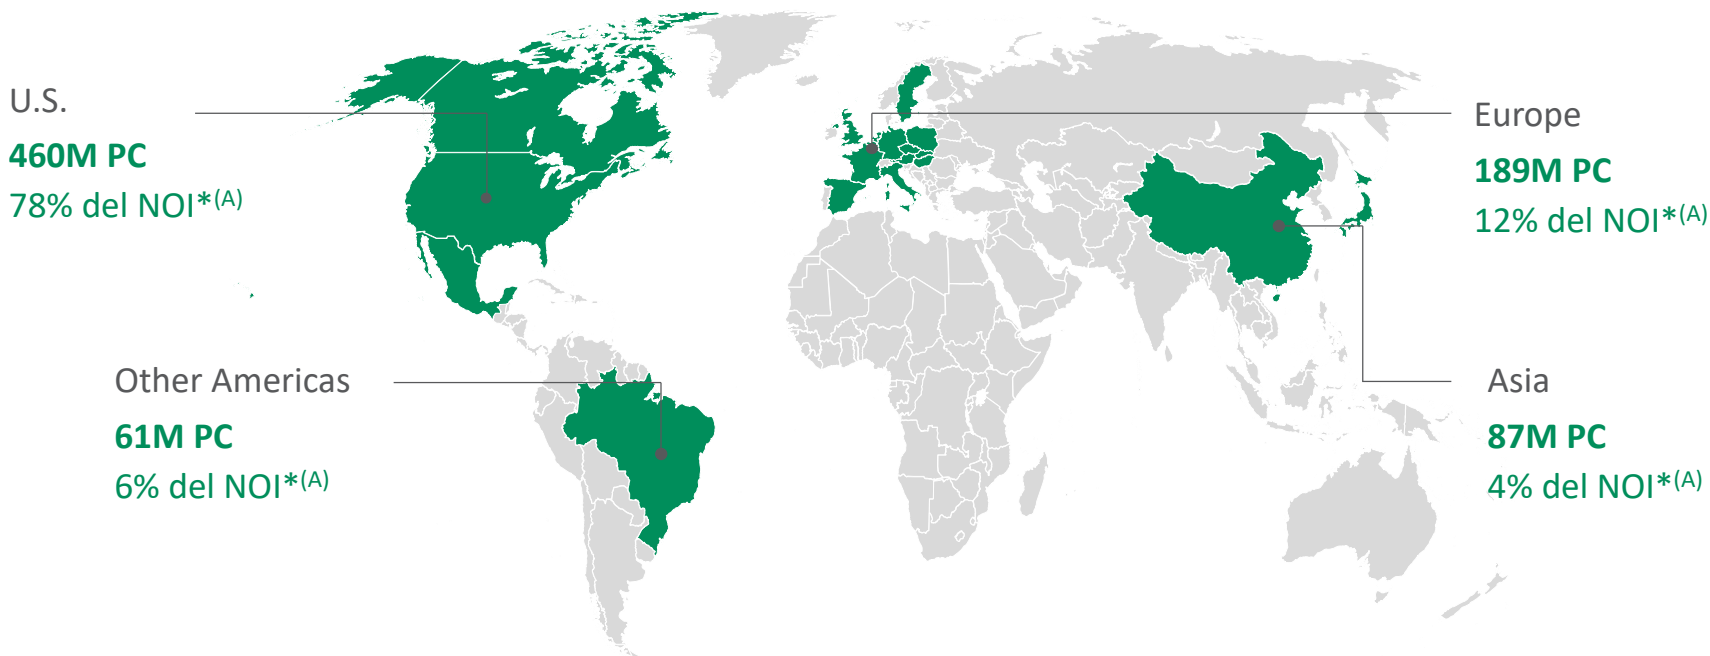 U.S.
460M PC
78% del NOI*(A)
Europe
189M PC
12% del NOI*(A)
Other Americas
61M PC
6% del NOI*(A)
Asia
87M PC
4% del NOI*(A)